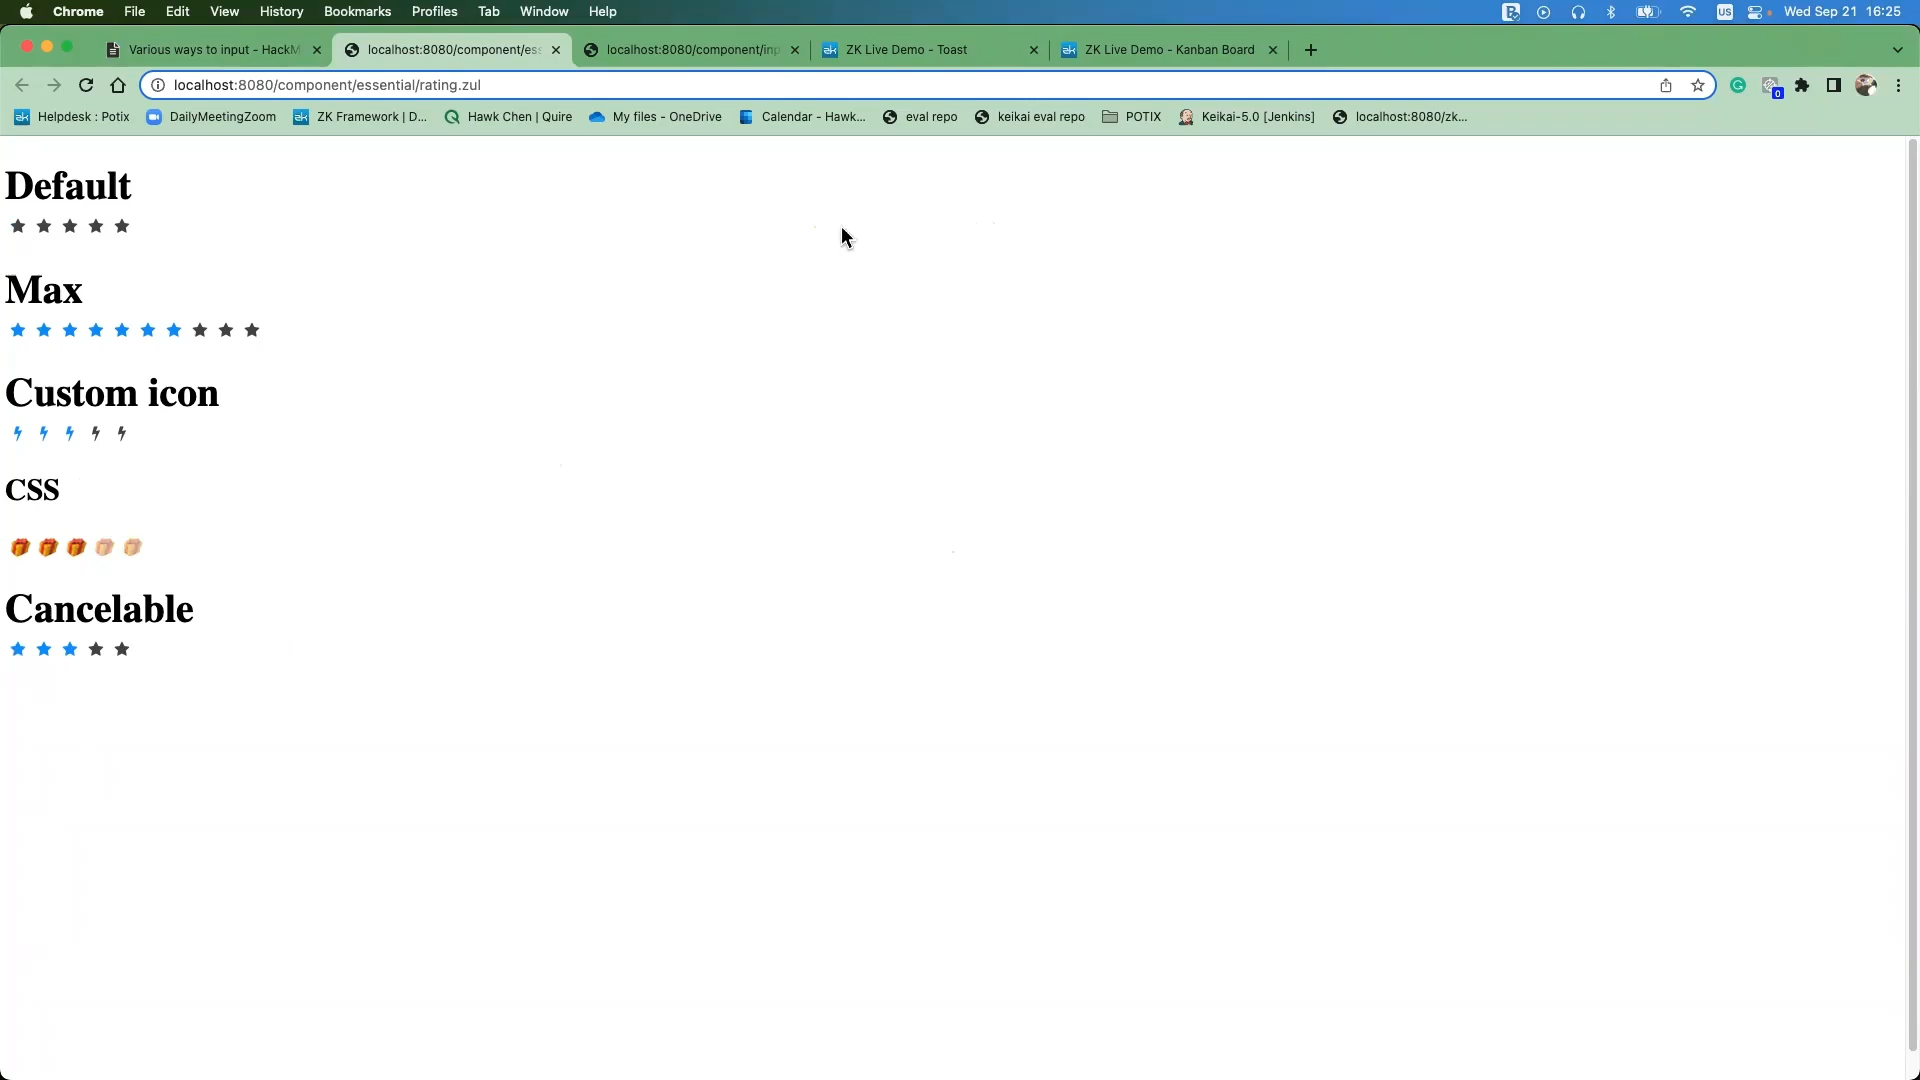 Chrome File Edit View History Bookmarks Profiles Tab Window Help US Wed Sep 21 16:25
Various ways to input - HackM localhost:8080/component/ess localhost:8080/component/inp ZK Live Demo - Toast ZK Live Demo - Kanban Board
localhost:8080/component/essential/rating.zul 0
Helpdesk : Potix DailyMeetingZoom ZK Framework | D... Hawk Chen | Quire My files - OneDrive Calendar - Hawk... eval repo keikai eval repo POTIX Keikai-5.0 [Jenkins] localhost:8080/zk...
Default
Max
Custom icon
CSS
Cancelable